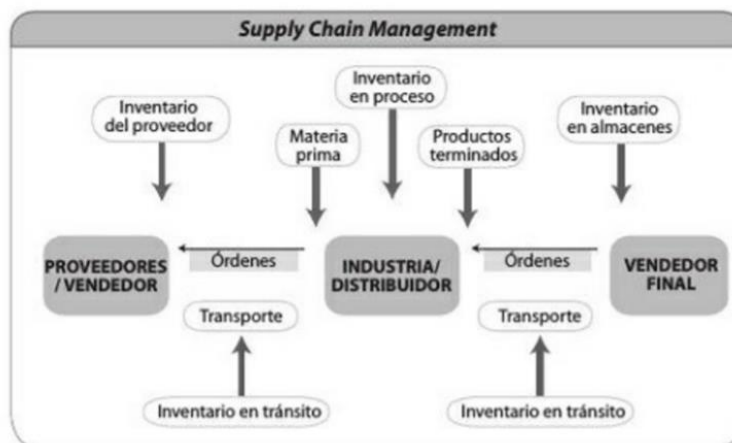 Supply Chain Management
Inventario
en proceso
Inventario
del proveedor
Inventario
en almacenes
Materia
prima
Productos
terminados
PROVEEDORES
/ VENDEDOR
Órdenes
INDUSTRIA/
DISTRIBUIDOR
Órdenes
VENDEDOR
FINAL
Transporte
Transporte
Inventario en tránsito
Inventario en tránsito